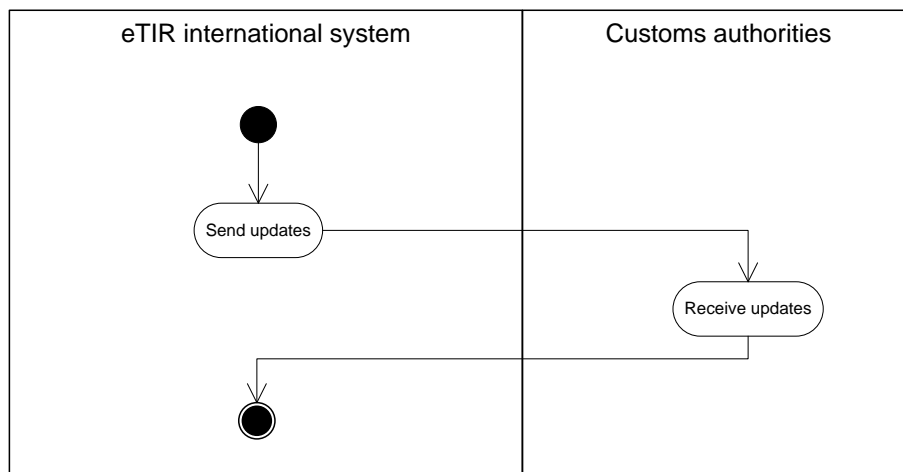 eTIR international system
Customs authorities
Send updates
Receive updates